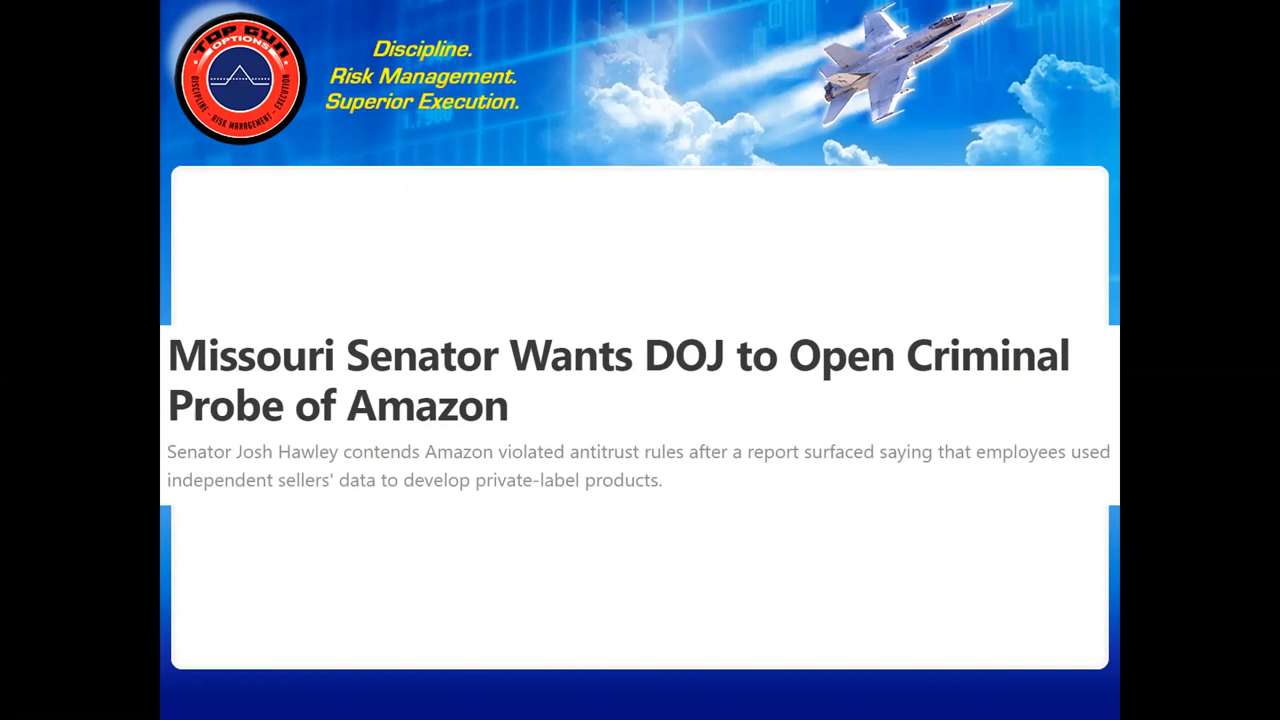 TOP GUN
OPTIONS
DISCIPLINE - RISK MANAGEMENT - EXECUTION
Discipline.
Risk Management.
Superior Execution.
Missouri Senator Wants DOJ to Open Criminal
Probe of Amazon
Senator Josh Hawley contends Amazon violated antitrust rules after a report surfaced saying that employees used
independent sellers' data to develop private-label products.